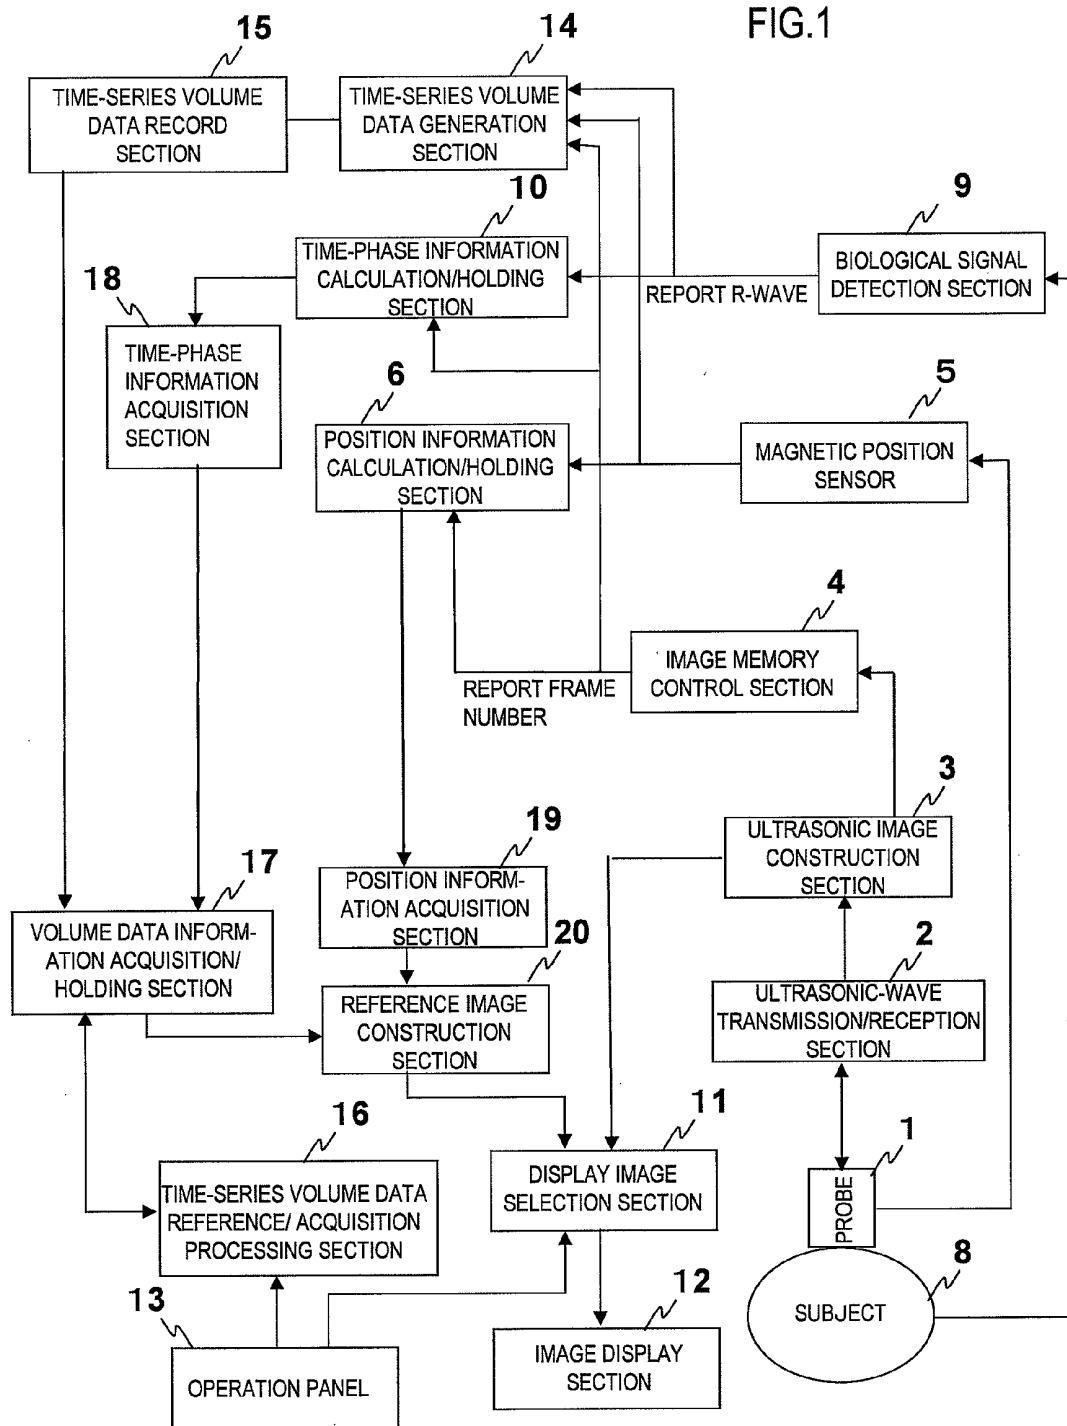 FIG.1
15
TIME-SERIES VOLUME
DATA RECORD
SECTION
14
TIME-SERIES VOLUME
DATA GENERATION
SECTION
10
TIME-PHASE INFORMATION
CALCULATION/HOLDING
SECTION
9
BIOLOGICAL SIGNAL
DETECTION SECTION
REPORT R-WAVE
18
TIME-PHASE
INFORMATION
ACQUISITION
SECTION
6
POSITION INFORMATION
CALCULATION/HOLDING
SECTION
5
MAGNETIC POSITION
SENSOR
4
IMAGE MEMORY
CONTROL SECTION
REPORT FRAME
NUMBER
3
ULTRASONIC IMAGE
CONSTRUCTION
SECTION
19
POSITION INFORM-
ATION ACQUISITION
SECTION
17
VOLUME DATA INFORM-
ATION ACQUISITION/
HOLDING SECTION
20
REFERENCE IMAGE
CONSTRUCTION
SECTION
2
ULTRASONIC-WAVE
TRANSMISSION/RECEPTION
SECTION
16
TIME-SERIES VOLUME DATA
REFERENCE/ ACQUISITION
PROCESSING SECTION
11
DISPLAY IMAGE
SELECTION SECTION
1
PROBE
8
SUBJECT
13
OPERATION PANEL
12
IMAGE DISPLAY
SECTION